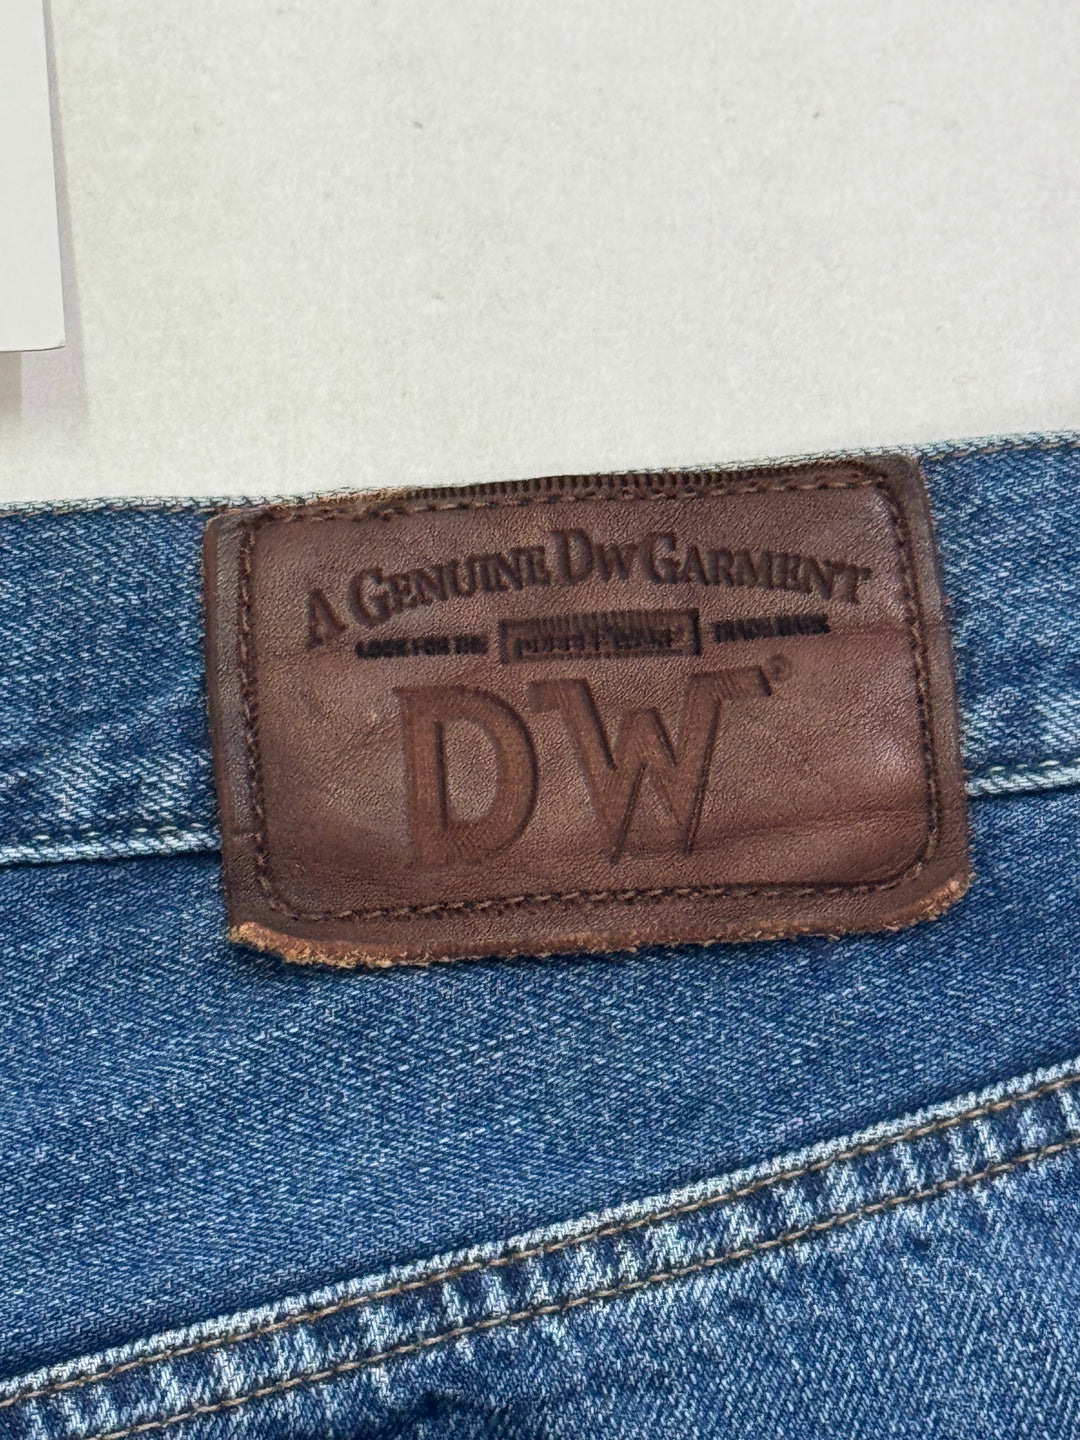 A GENUINE DW GARMENT
LOOK FOR THE TRADE MARK
DW®